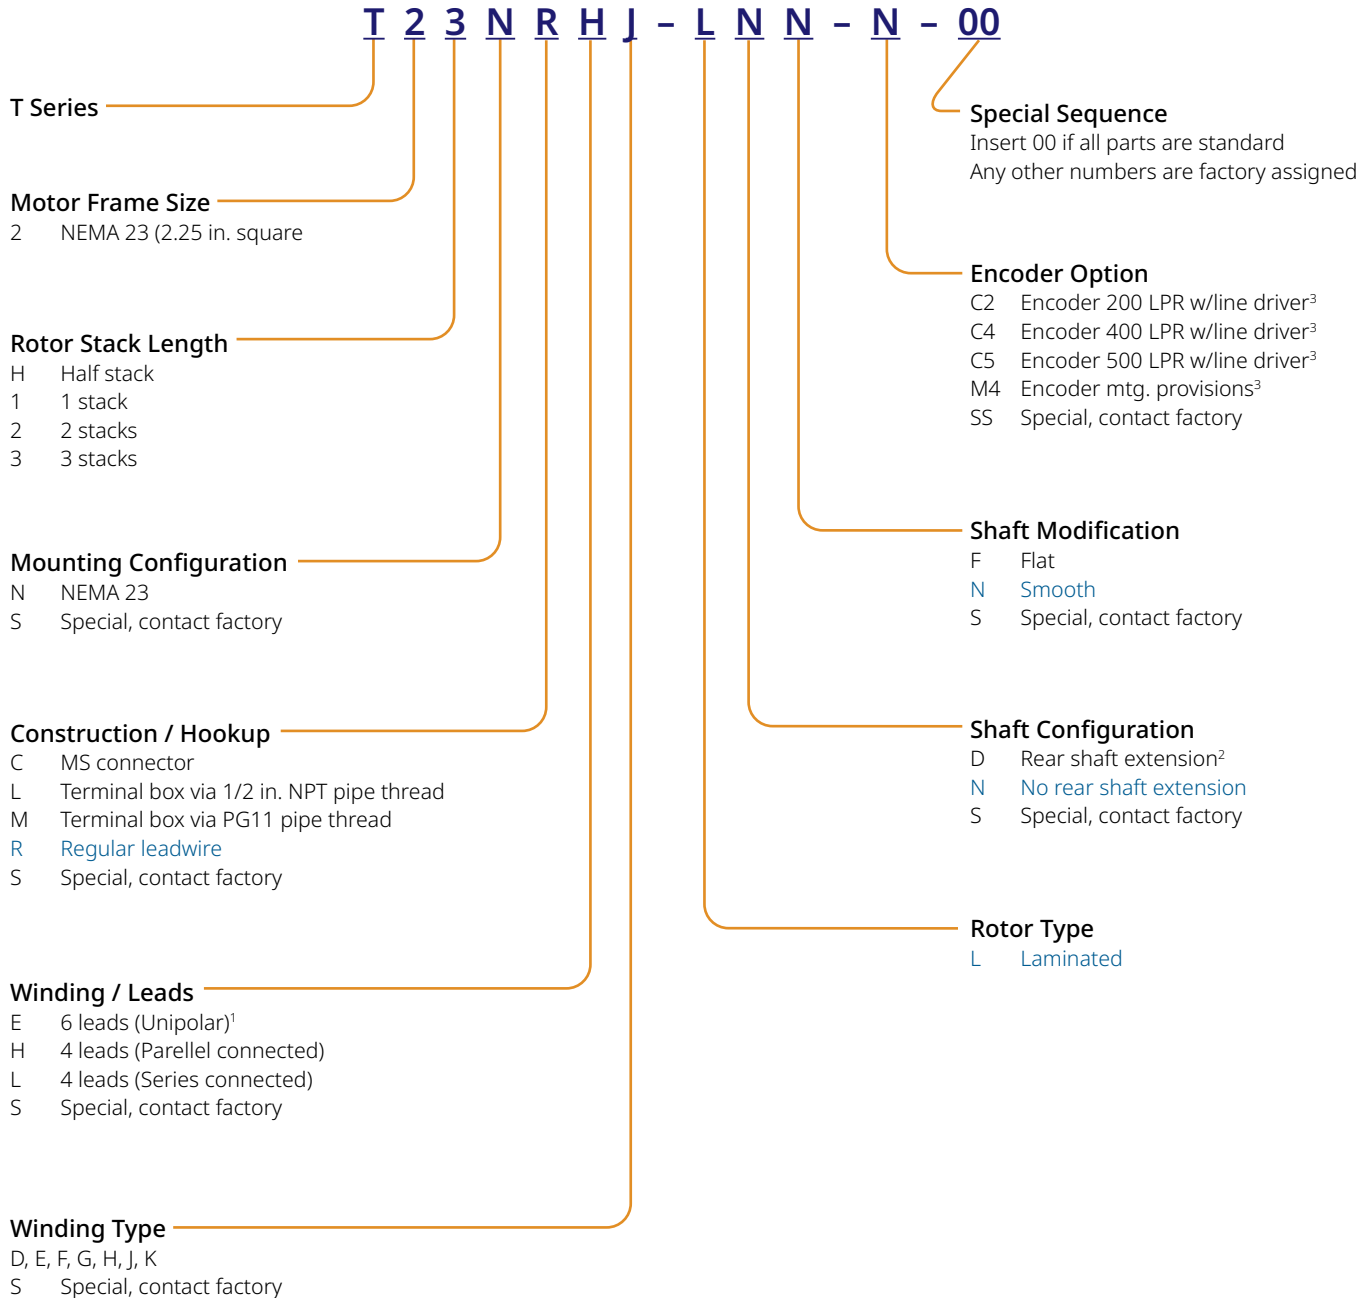 T 2 3 N R H J – L N N – N – 00
T Series
Motor Frame Size
2 NEMA 23 (2.25 in. square
Rotor Stack Length
H Half stack
1 1 stack
2 2 stacks
3 3 stacks
Mounting Configuration
N NEMA 23
S Special, contact factory
Construction / Hookup
C MS connector
L Terminal box via 1/2 in. NPT pipe thread
M Terminal box via PG11 pipe thread
R Regular leadwire
S Special, contact factory
Winding / Leads
E 6 leads (Unipolar)¹
H 4 leads (Parellel connected)
L 4 leads (Series connected)
S Special, contact factory
Winding Type
D, E, F, G, H, J, K
S Special, contact factory
Special Sequence
Insert 00 if all parts are standard
Any other numbers are factory assigned
Encoder Option
C2 Encoder 200 LPR w/line driver³
C4 Encoder 400 LPR w/line driver³
C5 Encoder 500 LPR w/line driver³
M4 Encoder mtg. provisions³
SS Special, contact factory
Shaft Modification
F Flat
N Smooth
S Special, contact factory
Shaft Configuration
D Rear shaft extension²
N No rear shaft extension
S Special, contact factory
Rotor Type
L Laminated